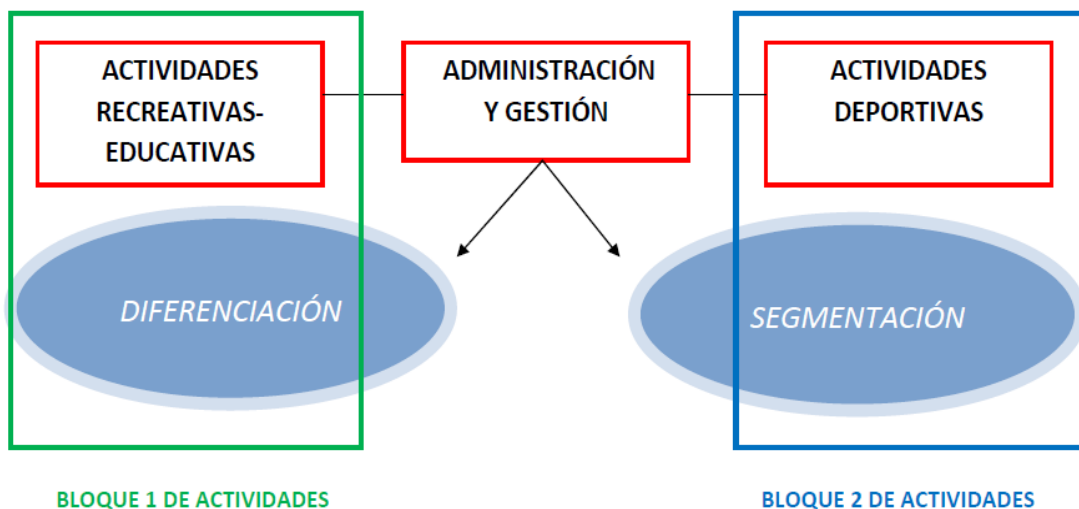 ACTIVIDADES
RECREATIVAS-
EDUCATIVAS
ADMINISTRACIÓN
Y GESTIÓN
ACTIVIDADES
DEPORTIVAS
DIFERENCIACIÓN
SEGMENTACIÓN
BLOQUE 1 DE ACTIVIDADES
BLOQUE 2 DE ACTIVIDADES